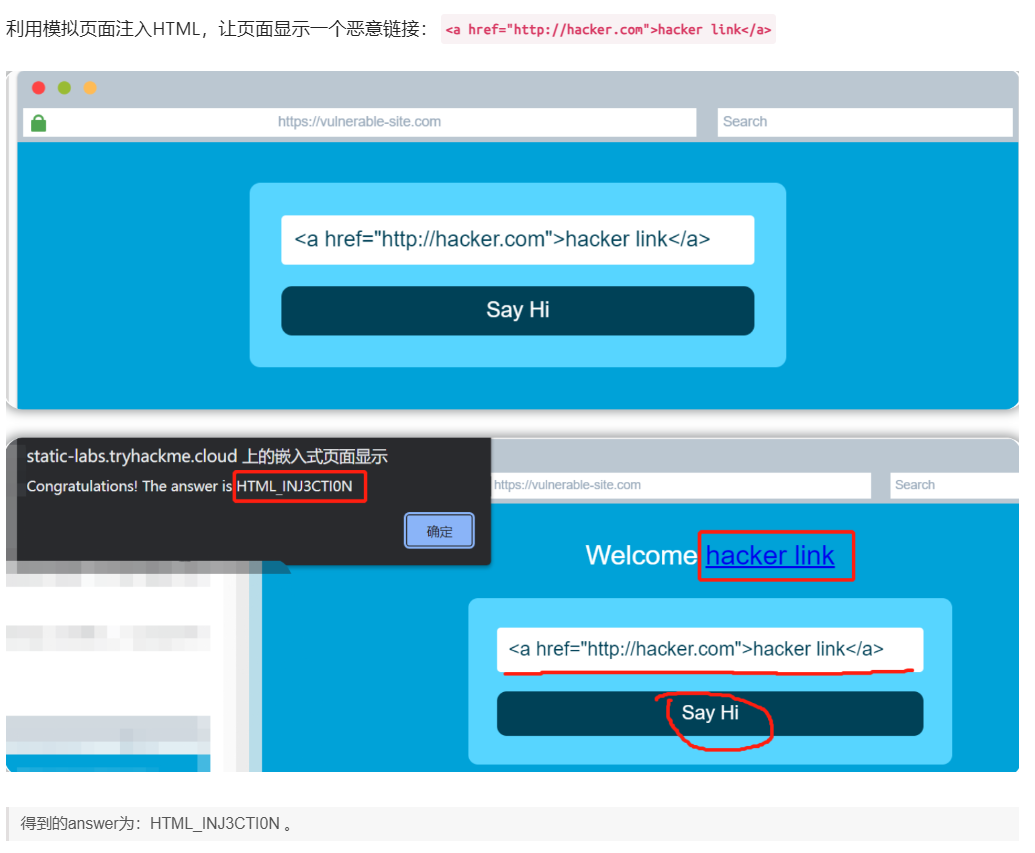 利用模拟页面注入HTML，让页面显示一个恶意链接： <a href="http://hacker.com">hacker link</a>
https://vulnerable-site.com
Search
<a href="http://hacker.com">hacker link</a>
Say Hi
static-labs.tryhackme.cloud 上的嵌入式页面显示
Congratulations! The answer is HTML_INJ3CTI0N
确定
https://vulnerable-site.com
Search
Welcome hacker link
<a href="http://hacker.com">hacker link</a>
Say Hi
得到的answer为：HTML_INJ3CTI0N 。